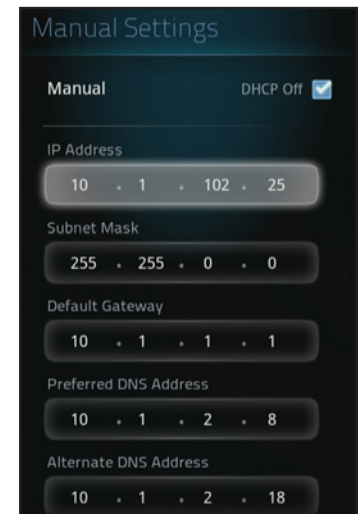 Manual Settings
Manual DHCP Off
IP Address
10 . 1 . 102 . 25
Subnet Mask
255 . 255 . 0 . 0
Default Gateway
10 . 1 . 1 . 1
Preferred DNS Address
10 . 1 . 2 . 8
Alternate DNS Address
10 . 1 . 2 . 18